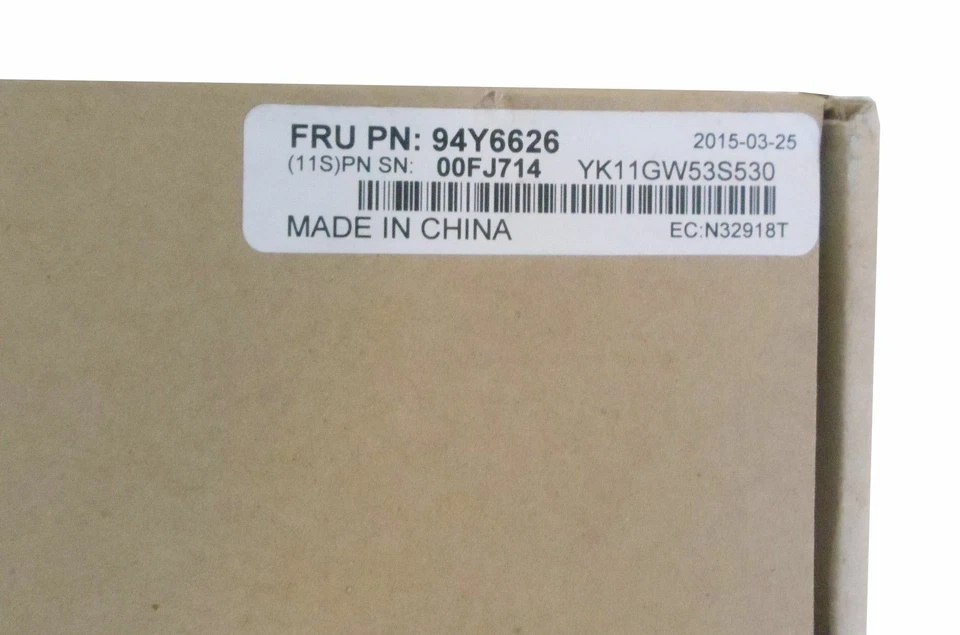 FRU PN: 94Y6626 2015-03-25
(11S)PN SN: 00FJ714 YK11GW53S530
MADE IN CHINA EC:N32918T